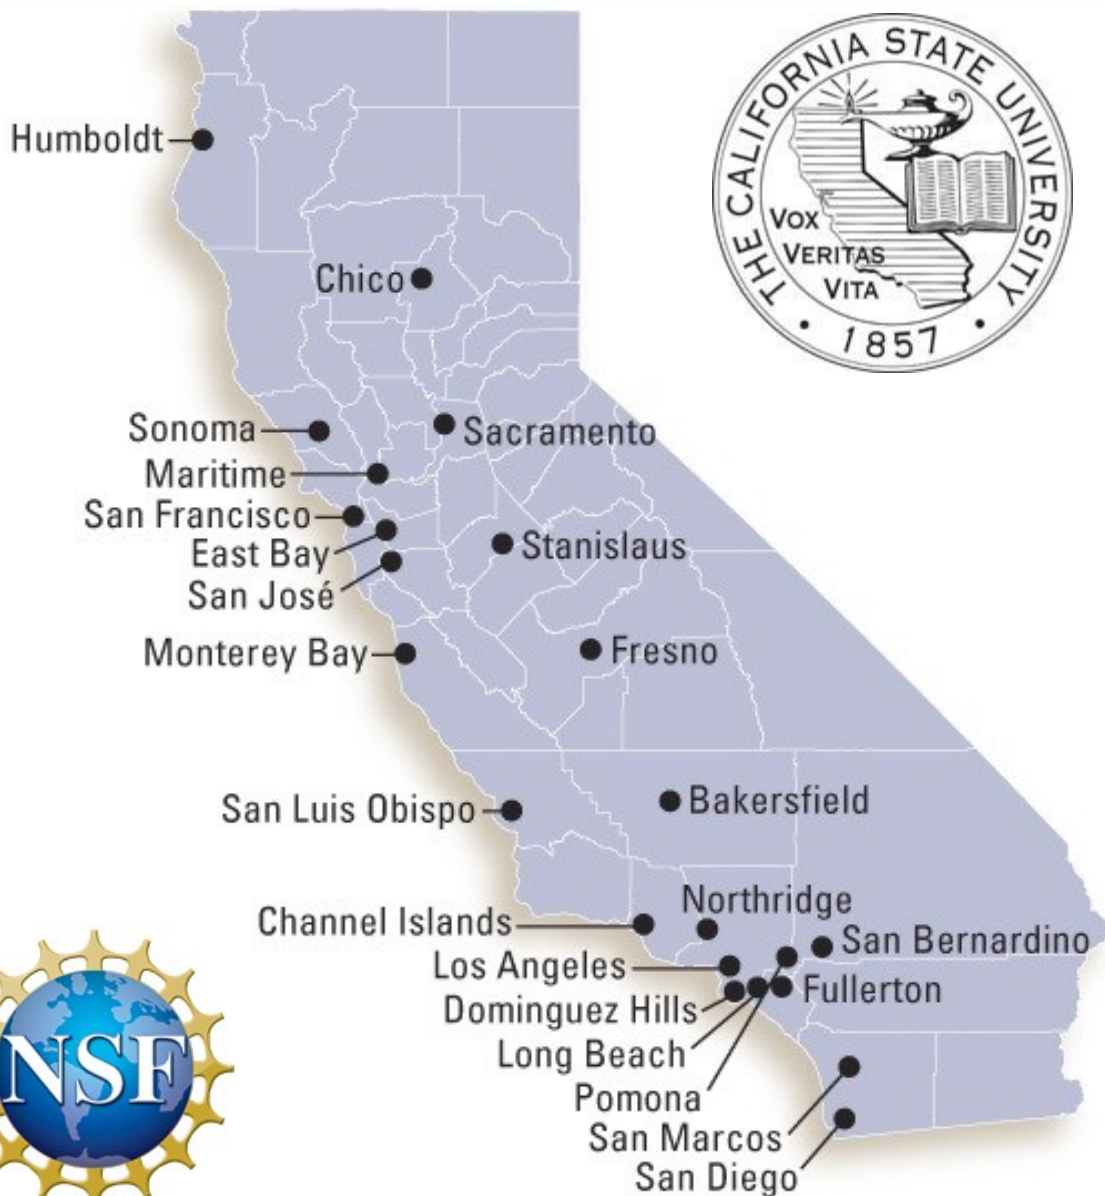 THE CALIFORNIA STATE UNIVERSITY
VOX
VERITAS
VITA
• 1857 •
Humboldt
Chico
Sonoma
Sacramento
Maritime
San Francisco
East Bay
Stanislaus
San José
Monterey Bay
Fresno
San Luis Obispo
Bakersfield
Northridge
Channel Islands
San Bernardino
Los Angeles
Fullerton
Dominguez Hills
Long Beach
Pomona
San Marcos
San Diego
NSF